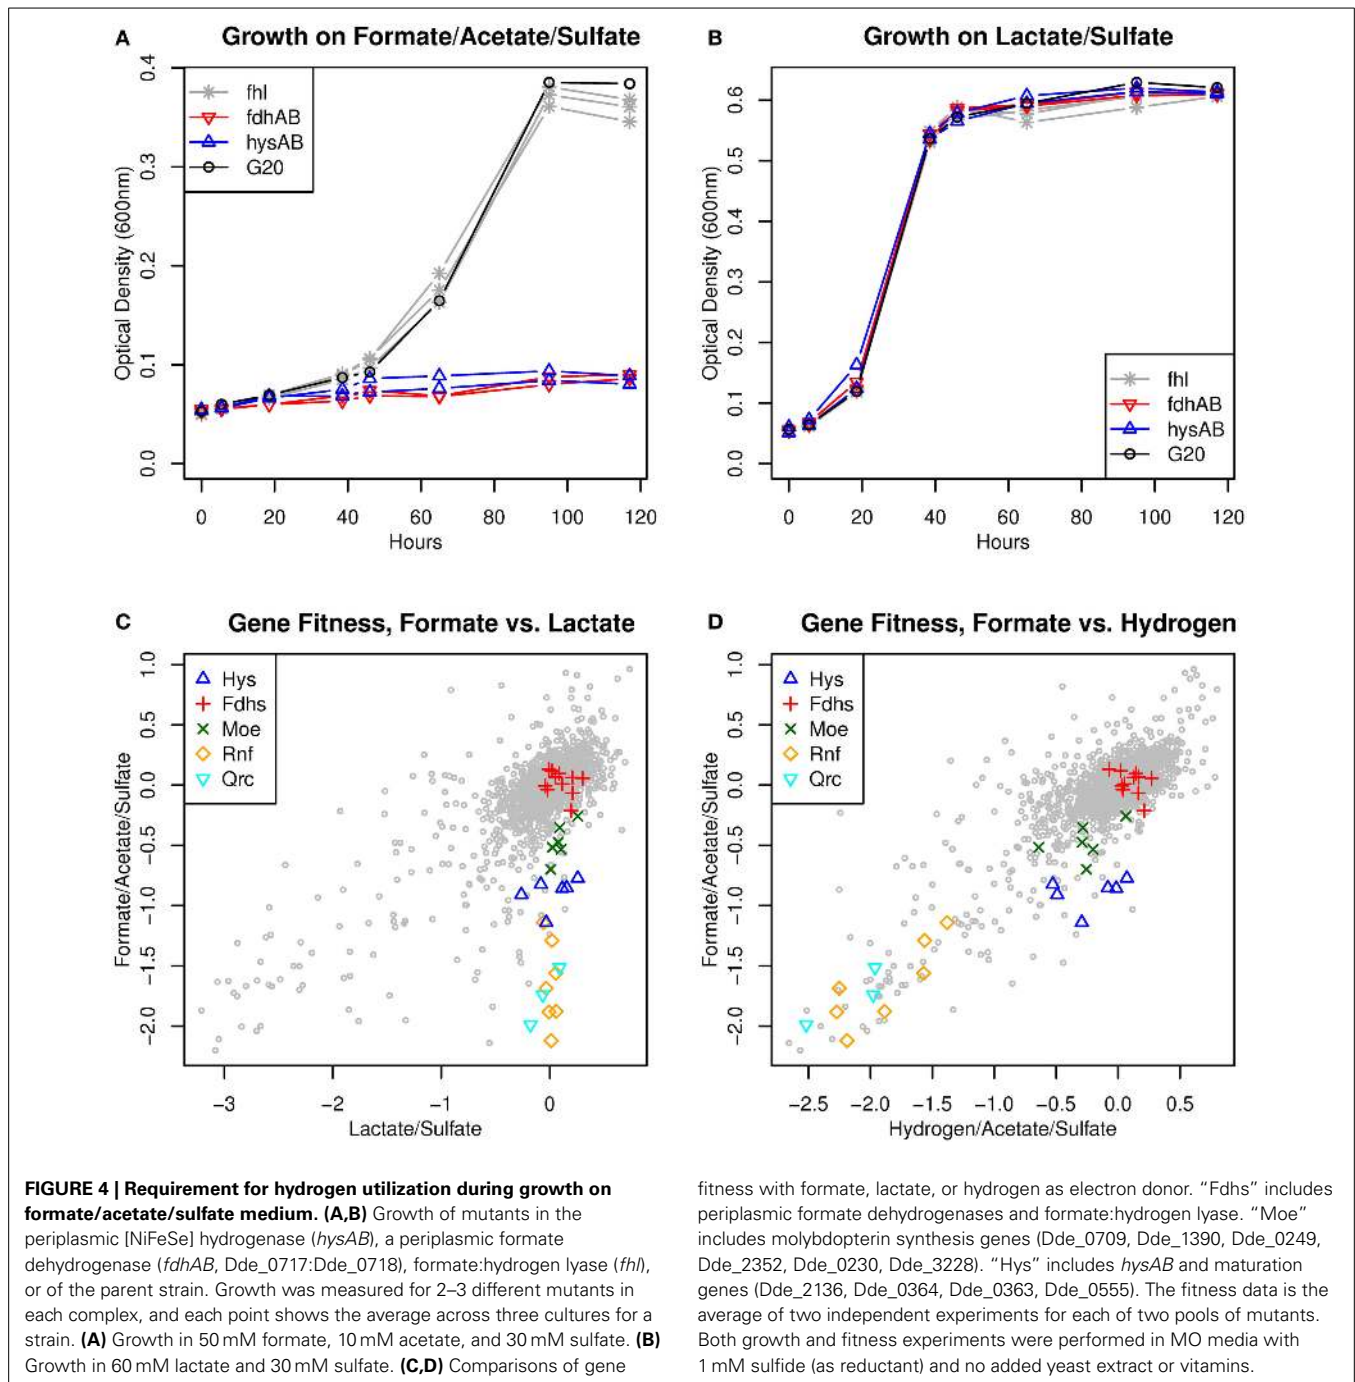 A
Growth on Formate/Acetate/Sulfate
Optical Density (600nm)
0.4
0.3
0.2
0.1
0.0
fhl
fdhAB
hysAB
G20
0 20 40 60 80 100 120
Hours
B
Growth on Lactate/Sulfate
Optical Density (600nm)
0.6
0.5
0.4
0.3
0.2
0.1
0.0
fhl
fdhAB
hysAB
G20
0 20 40 60 80 100 120
Hours
C
Gene Fitness, Formate vs. Lactate
Formate/Acetate/Sulfate
1.0
0.5
0.0
−0.5
−1.0
−1.5
−2.0
Hys
Fdhs
Moe
Rnf
Qrc
−3 −2 −1 0
Lactate/Sulfate
D
Gene Fitness, Formate vs. Hydrogen
Formate/Acetate/Sulfate
1.0
0.5
0.0
−0.5
−1.0
−1.5
−2.0
Hys
Fdhs
Moe
Rnf
Qrc
−2.5 −2.0 −1.5 −1.0 −0.5 0.0 0.5
Hydrogen/Acetate/Sulfate
FIGURE 4 | Requirement for hydrogen utilization during growth on
formate/acetate/sulfate medium. (A,B) Growth of mutants in the
periplasmic [NiFeSe] hydrogenase (hysAB), a periplasmic formate
dehydrogenase (fdhAB, Dde_0717:Dde_0718), formate:hydrogen lyase (fhl),
or of the parent strain. Growth was measured for 2–3 different mutants in
each complex, and each point shows the average across three cultures for a
strain. (A) Growth in 50 mM formate, 10 mM acetate, and 30 mM sulfate. (B)
Growth in 60 mM lactate and 30 mM sulfate. (C,D) Comparisons of gene
fitness with formate, lactate, or hydrogen as electron donor. “Fdhs” includes
periplasmic formate dehydrogenases and formate:hydrogen lyase. “Moe”
includes molybdopterin synthesis genes (Dde_0709, Dde_1390, Dde_0249,
Dde_2352, Dde_0230, Dde_3228). “Hys” includes hysAB and maturation
genes (Dde_2136, Dde_0364, Dde_0363, Dde_0555). The fitness data is the
average of two independent experiments for each of two pools of mutants.
Both growth and fitness experiments were performed in MO media with
1 mM sulfide (as reductant) and no added yeast extract or vitamins.